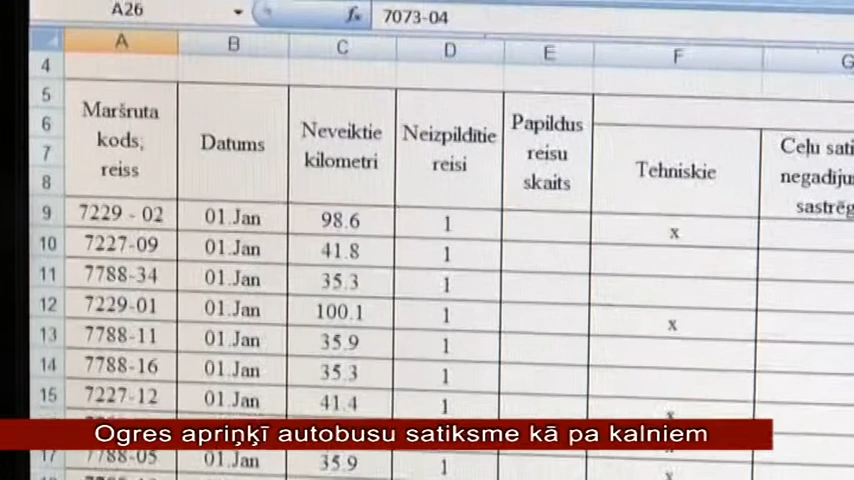 A26 fx 7073-04
A B C D E F G
4
5
6
7
8
Maršruta kods, reiss
Datums
Neveiktie kilometri
Neizpildītie reisi
Papildus reisu skaits
Tehniskie
Ceļu
9 7229 - 02 01.Jan 98.6 1 x
10 7227-09 01.Jan 41.8 1
11 7788-34 01.Jan 35.3 1
12 7229-01 01.Jan 100.1 1 x
13 7788-11 01.Jan 35.9 1
14 7788-16 01.Jan 35.3 1
15 7227-12 01.Jan 41.4 1 x
Ogres apriņķī autobusu satiksme kā pa kalniem
17 7788-05 01.Jan 35.9 1 x